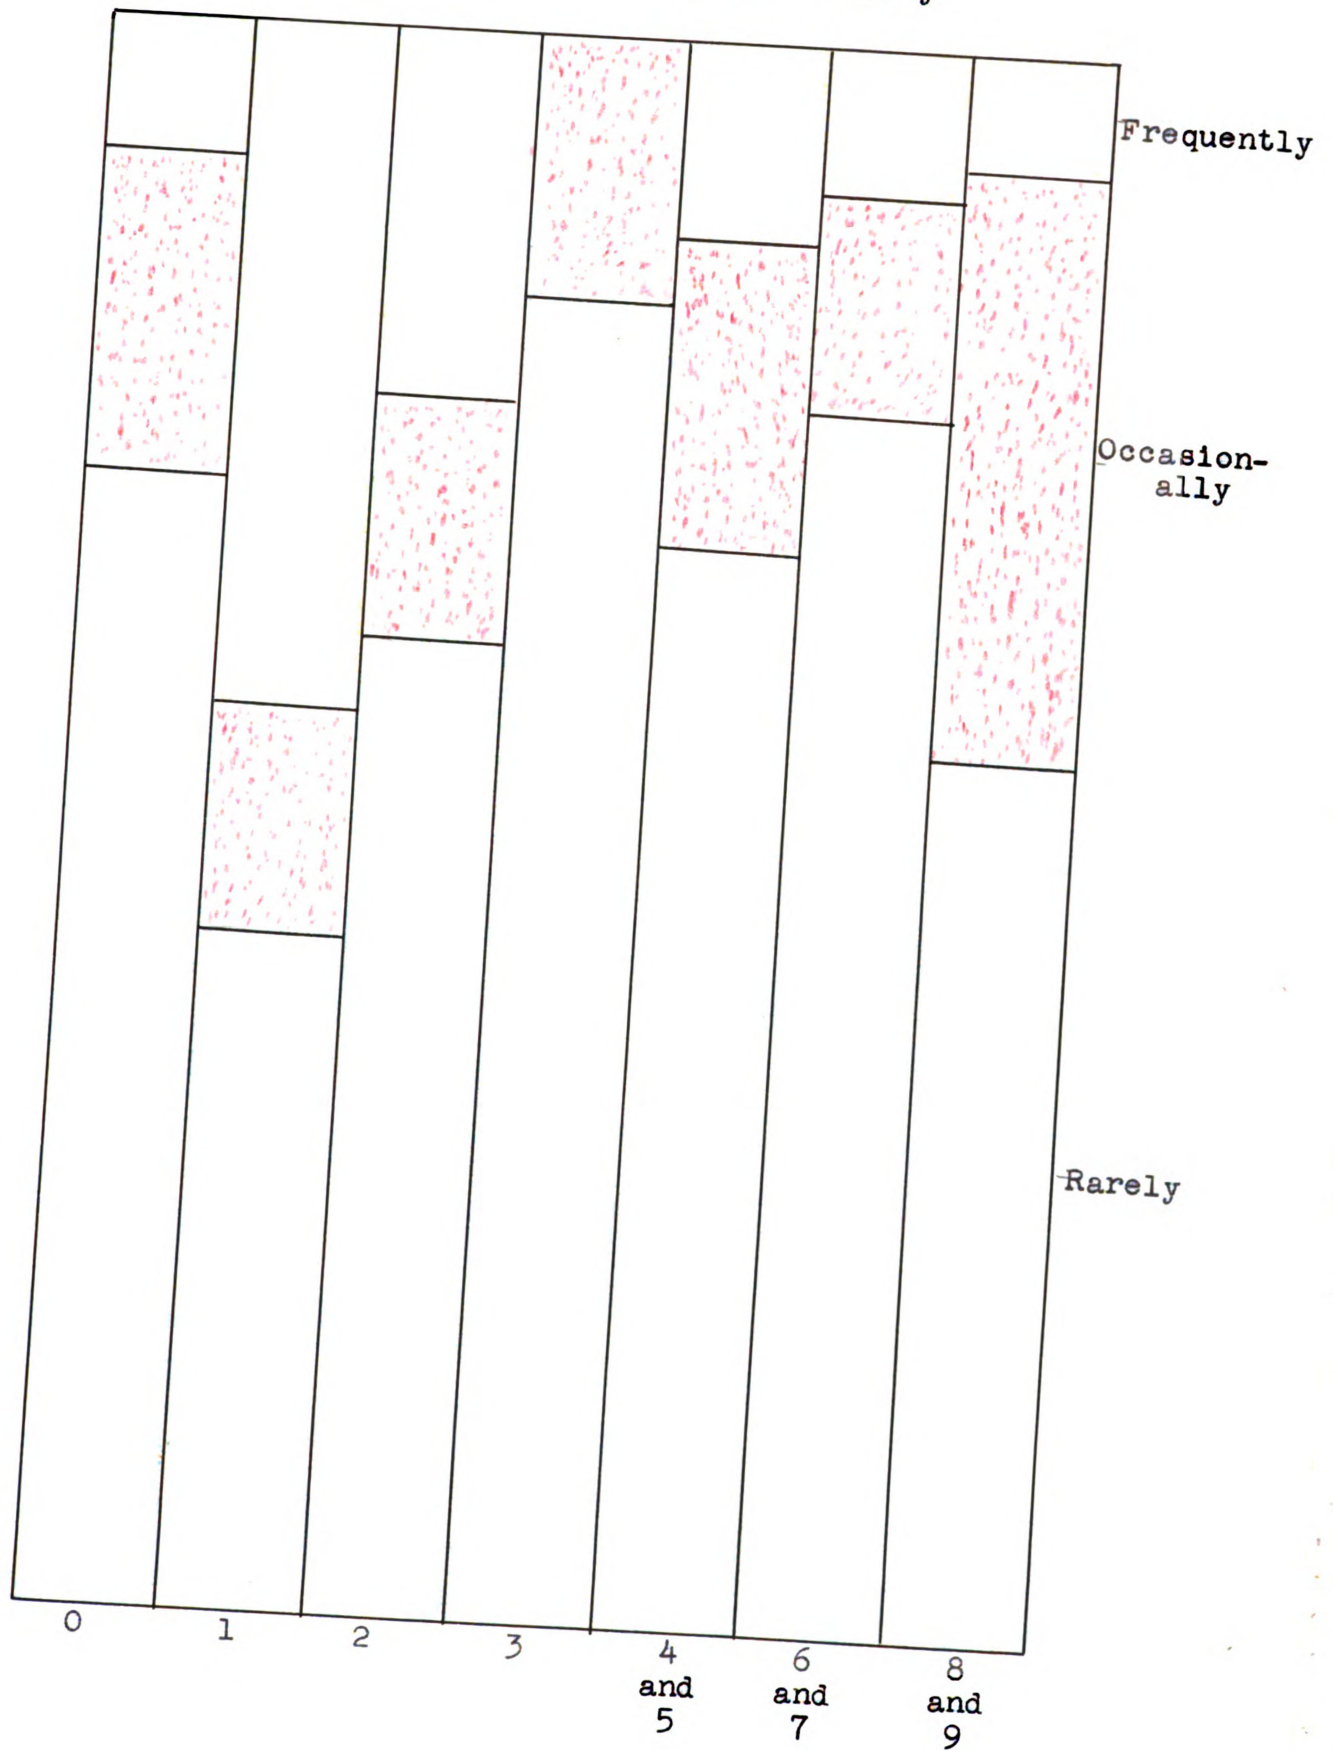 Frequently
Occasion-
ally
Rarely
0 1 2 3 4 6 8
and and and
5 7 9